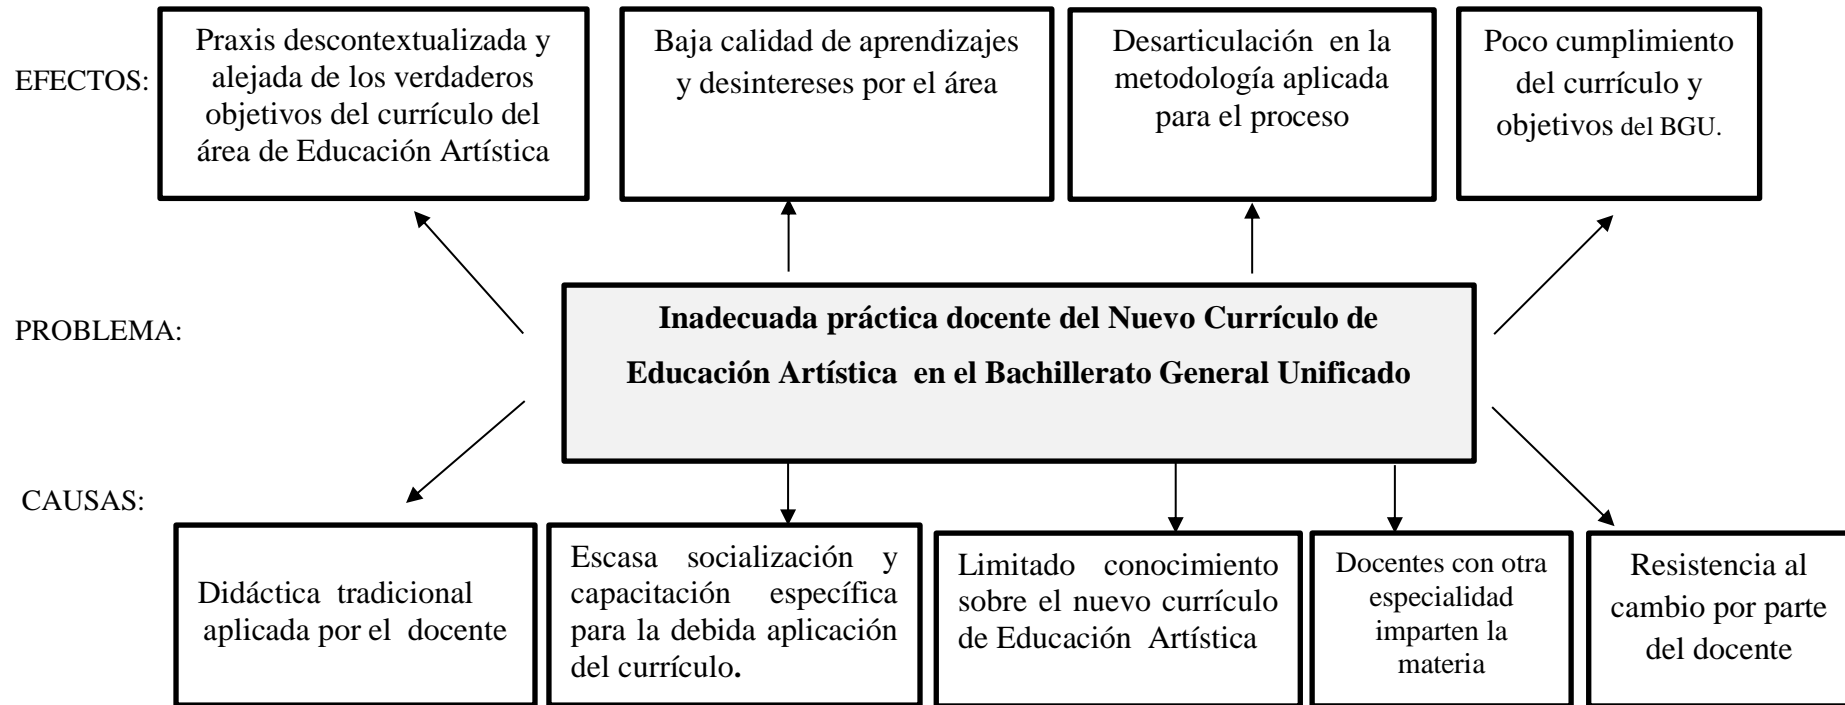 EFECTOS:
Praxis descontextualizada y
alejada de los verdaderos
objetivos del currículo del
área de Educación Artística
Baja calidad de aprendizajes
y desintereses por el área
Desarticulación en la
metodología aplicada
para el proceso
Poco cumplimiento
del currículo y
objetivos del BGU.
PROBLEMA:
Inadecuada práctica docente del Nuevo Currículo de
Educación Artística en el Bachillerato General Unificado
CAUSAS:
Didáctica tradicional
aplicada por el docente
Escasa socialización y
capacitación específica
para la debida aplicación
del currículo.
Limitado conocimiento
sobre el nuevo currículo
de Educación Artística
Docentes con otra
especialidad
imparten la
materia
Resistencia al
cambio por parte
del docente